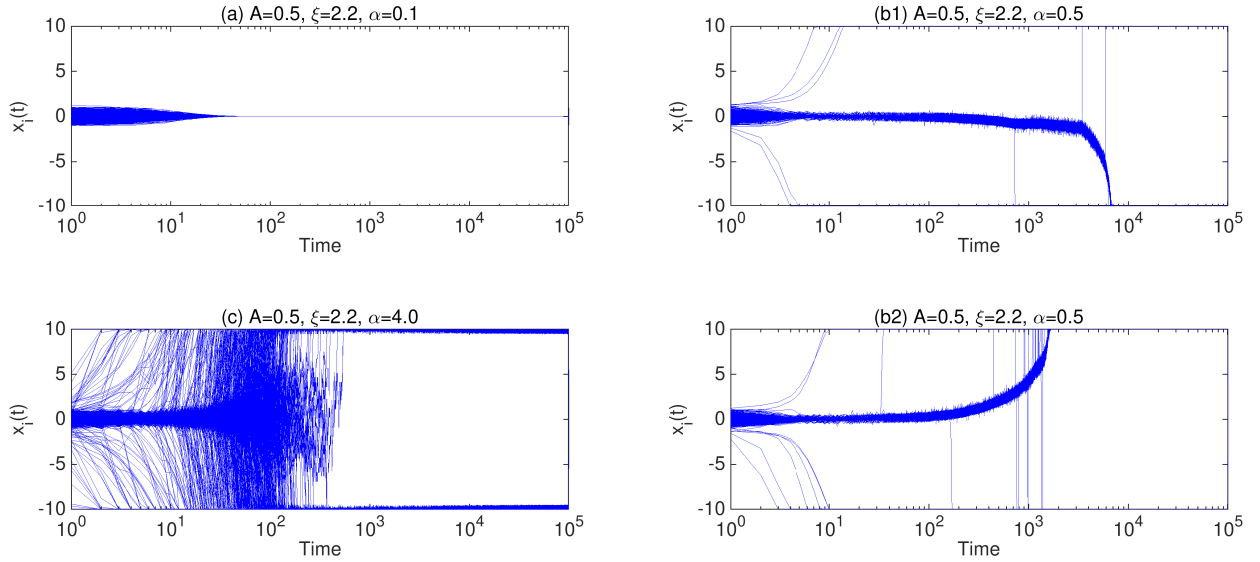 (a) A=0.5, ξ=2.2, α=0.1
10
5
0
-5
-10
x_i(t)
10^0 10^1 10^2 10^3 10^4 10^5
Time
(b1) A=0.5, ξ=2.2, α=0.5
10
5
0
-5
-10
x_i(t)
10^0 10^1 10^2 10^3 10^4 10^5
Time
(c) A=0.5, ξ=2.2, α=4.0
10
5
0
-5
-10
x_i(t)
10^0 10^1 10^2 10^3 10^4 10^5
Time
(b2) A=0.5, ξ=2.2, α=0.5
10
5
0
-5
-10
x_i(t)
10^0 10^1 10^2 10^3 10^4 10^5
Time